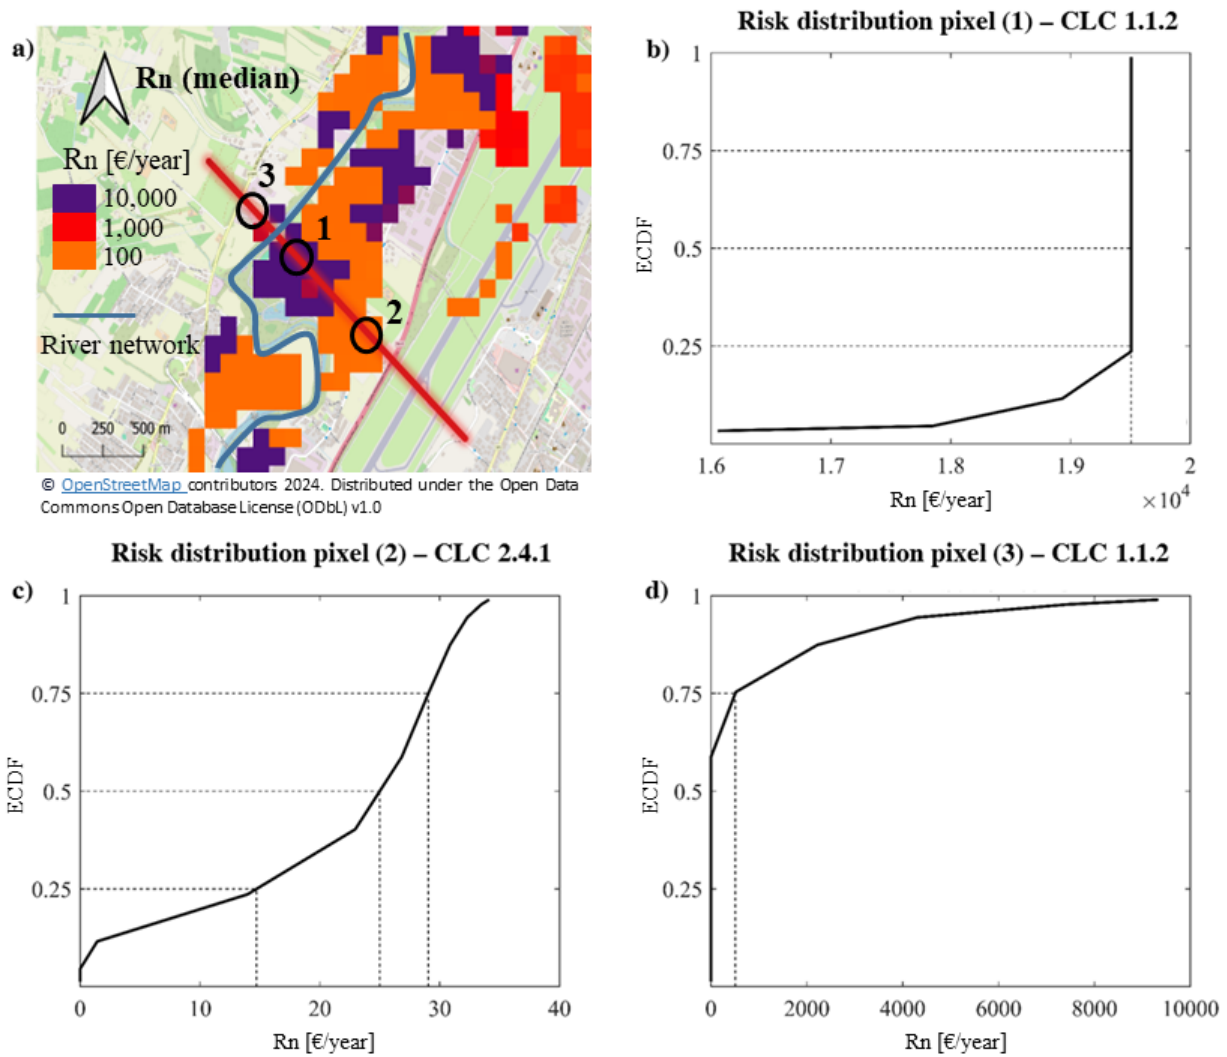 a)
Rn (median)
Rn [€/year]
10,000
1,000
100
River network
3
1
2
0 250 500 m
© OpenStreetMap contributors 2024. Distributed under the Open Data
Commons Open Database License (ODbL) v1.0
Risk distribution pixel (1) – CLC 1.1.2
b)
1
0.75
0.5
0.25
ECDF
1.6 1.7 1.8 1.9 2
Rn [€/year]
×10⁴
Risk distribution pixel (2) – CLC 2.4.1
c)
1
0.75
0.5
0.25
ECDF
0 10 20 30 40
Rn [€/year]
Risk distribution pixel (3) – CLC 1.1.2
d)
1
0.75
0.5
0.25
ECDF
0 2000 4000 6000 8000 10000
Rn [€/year]